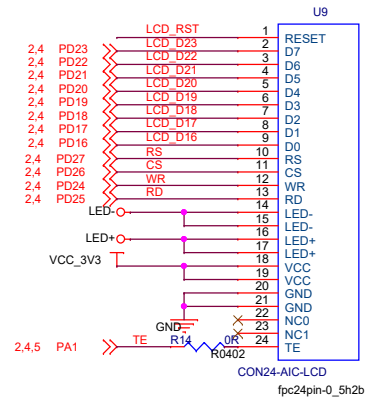 U9
LCD_RST 1 RESET
2,4 PD23 LCD_D23 2 D7
2,4 PD22 LCD_D22 3 D6
2,4 PD21 LCD_D21 4 D5
2,4 PD20 LCD_D20 5 D4
2,4 PD19 LCD_D19 6 D3
2,4 PD18 LCD_D18 7 D2
2,4 PD17 LCD_D17 8 D1
2,4 PD16 LCD_D16 9 D0
2,4 PD27 RS 10 RS
2,4 PD26 CS 11 CS
2,4 PD24 WR 12 WR
2,4 PD25 RD 13 RD
LED- 14 LED-
15 LED-
LED+ 16 LED+
17 LED+
VCC_3V3 18 VCC
19 VCC
20 GND
21 GND
22 NC0
GND 23 NC1
2,4,5 PA1 TE R14 0R 24 TE
R0402
CON24-AIC-LCD
fpc24pin-0_5h2b